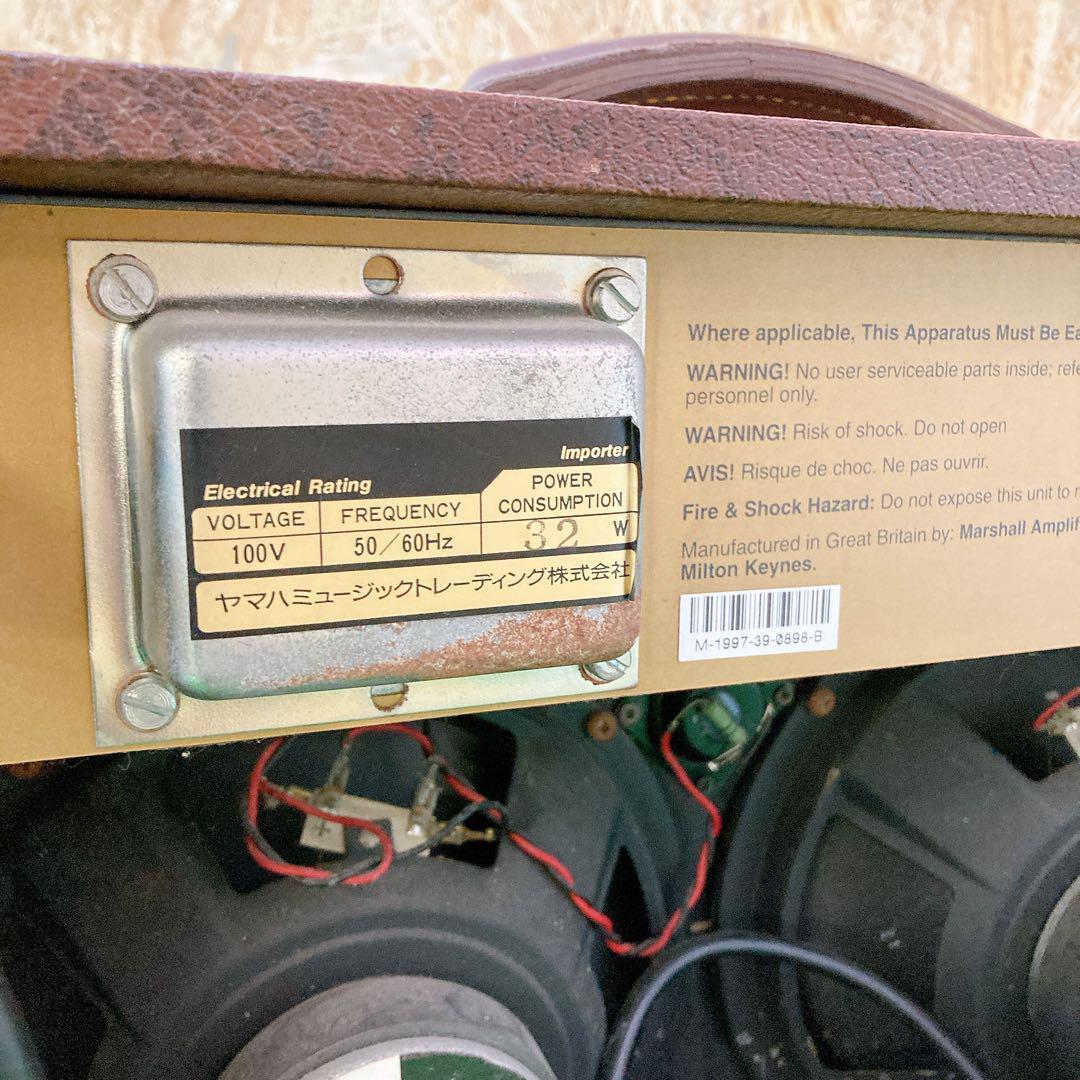 Importer
Electrical Rating
VOLTAGE FREQUENCY POWER CONSUMPTION
100V 50/60Hz 32 W
ヤマハミュージックトレーディング株式会社
Where applicable, This Apparatus Must Be
WARNING! No user serviceable parts inside;
personnel only.
WARNING! Risk of shock. Do not open
AVIS! Risque de choc. Ne pas ouvrir.
Fire & Shock Hazard: Do not expose this unit to
Manufactured in Great Britain by: Marshall
Milton Keynes.
M-1997-39-0898-B
+